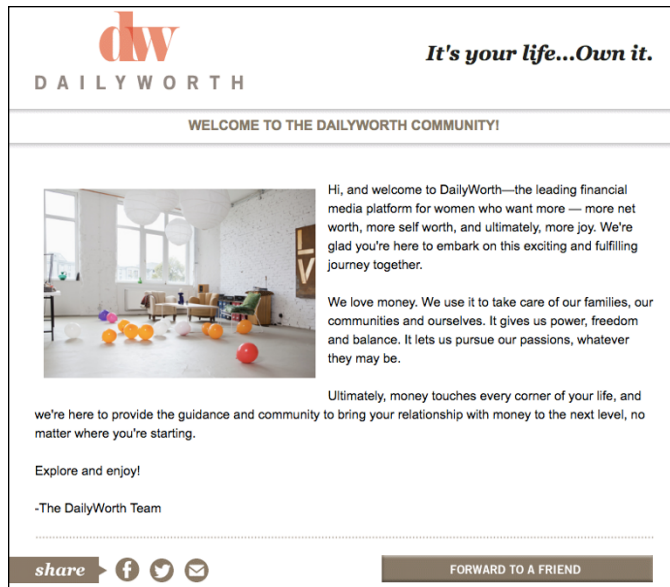 dw
DAILYWORTH
It's your life...Own it.
WELCOME TO THE DAILYWORTH COMMUNITY!
Hi, and welcome to DailyWorth—the leading financial
media platform for women who want more — more net
worth, more self worth, and ultimately, more joy. We're
glad you're here to embark on this exciting and fulfilling
journey together.
We love money. We use it to take care of our families, our
communities and ourselves. It gives us power, freedom
and balance. It lets us pursue our passions, whatever
they may be.
Ultimately, money touches every corner of your life, and
we're here to provide the guidance and community to bring your relationship with money to the next level, no
matter where you're starting.
Explore and enjoy!
-The DailyWorth Team
share
FORWARD TO A FRIEND